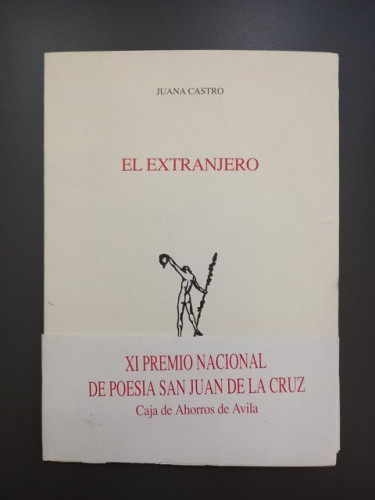 JUANA CASTRO
EL EXTRANJERO
XI PREMIO NACIONAL
DE POESIA SAN JUAN DE LA CRUZ
Caja de Ahorros de Avila